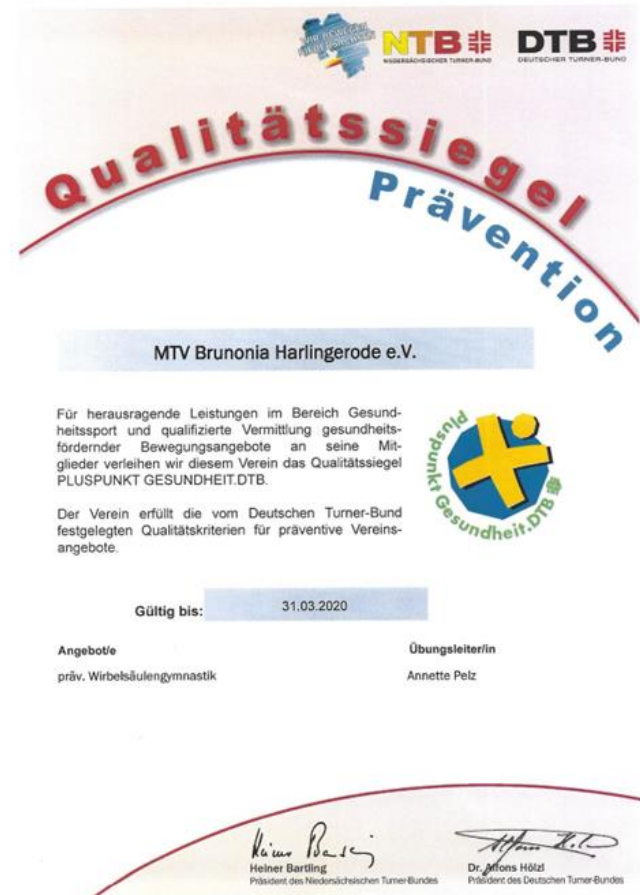 WIR BEWEGEN
NIEDERSACHSEN
NTB
NIEDERSÄCHSISCHER TURNER-BUND
DTB
DEUTSCHER TURNER-BUND
Qualitätssiegel
Prävention
MTV Brunonia Harlingerode e.V.
Für herausragende Leistungen im Bereich Gesund-
heitssport und qualifizierte Vermittlung gesundheits-
fördernder Bewegungsangebote an seine Mit-
glieder verleihen wir diesem Verein das Qualitätssiegel
PLUSPUNKT GESUNDHEIT.DTB.
Der Verein erfüllt die vom Deutschen Turner-Bund
festgelegten Qualitätskriterien für präventive Vereins-
angebote.
Pluspunkt Gesundheit.DTB
Gültig bis:
31.03.2020
Angebot/e
Übungsleiter/in
präv. Wirbelsäulengymnastik
Annette Pelz
Heiner Bartling
Präsident des Niedersächsischen Turner-Bundes
Dr. Alfons Hölzl
Präsident des Deutschen Turner-Bundes